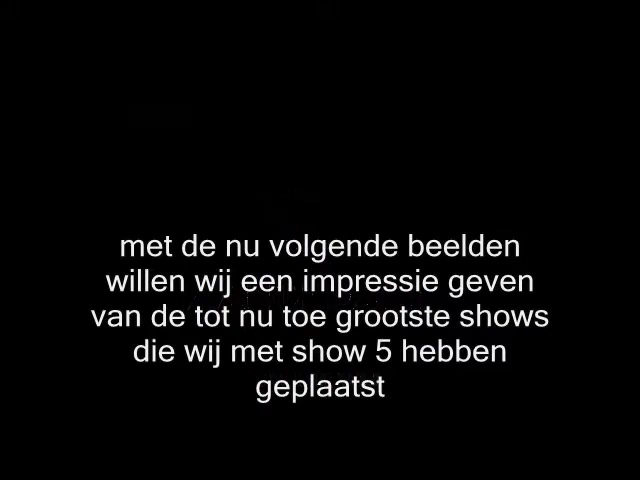 met de nu volgende beelden
willen wij een impressie geven
van de tot nu toe grootste shows
die wij met show 5 hebben
geplaatst